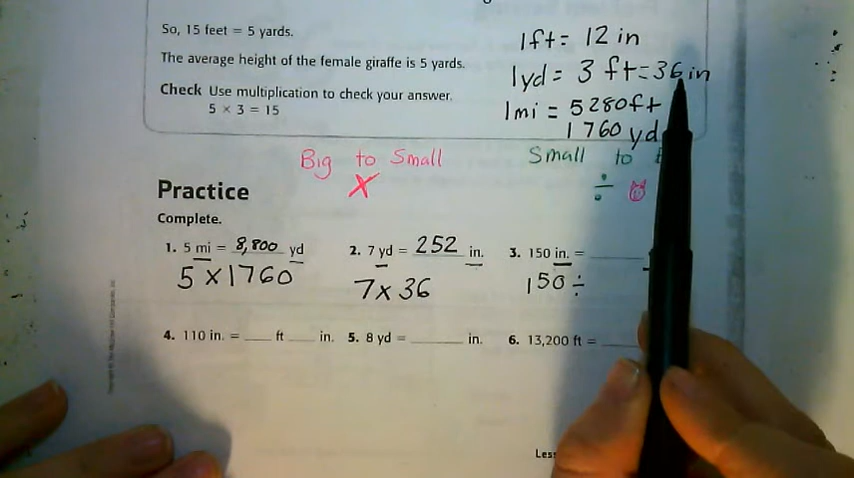 So, 15 feet = 5 yards.
The average height of the female giraffe is 5 yards.
Check Use multiplication to check your answer.
5 × 3 = 15
1ft = 12 in
1yd = 3 ft = 36 in
1mi = 5280ft
1760 yd
Big to Small
X
Small to
÷
Practice
Complete.
1. 5 mi = 8,800 yd
5 X 1760
2. 7 yd = 252 in.
7 x 36
3. 150 in. =
150 ÷
4. 110 in. = ft in.
5. 8 yd = in.
6. 13,200 ft =